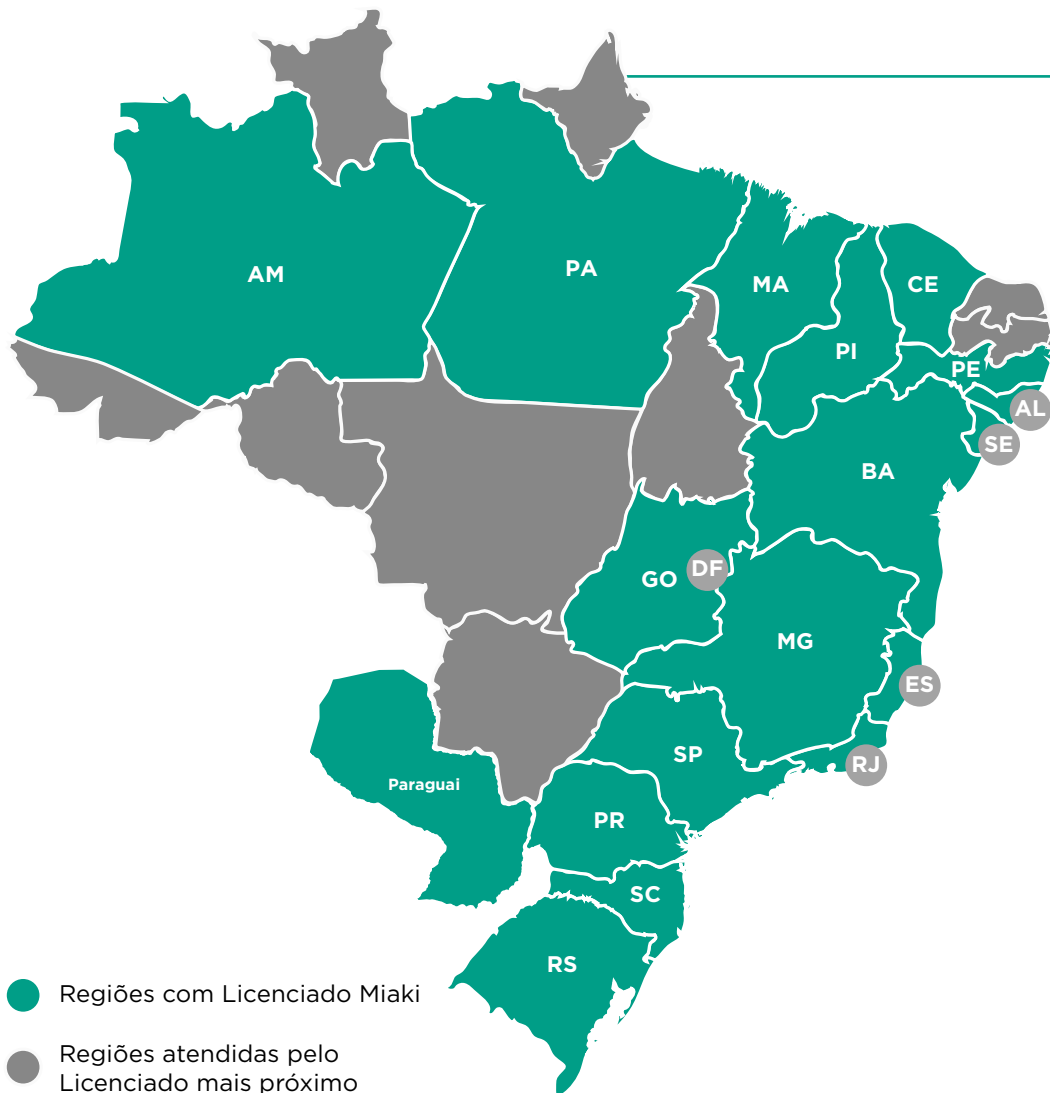 AM
PA
MA
CE
PI
PE
AL
SE
BA
GO
DF
MG
ES
SP
RJ
Paraguai
PR
SC
RS
Regiões com Licenciado Miaki
Regiões atendidas pelo
Licenciado mais próximo